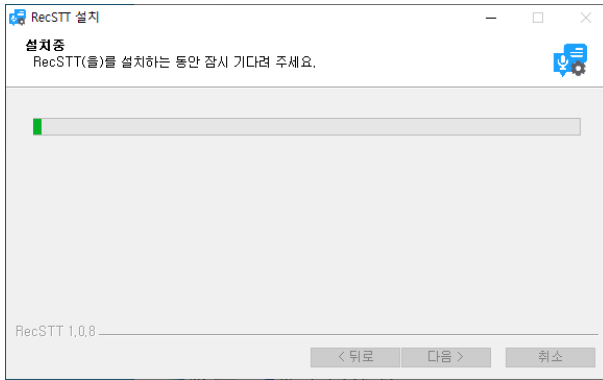 RecSTT 설치
설치중
RecSTT(을)를 설치하는 동안 잠시 기다려 주세요.
RecSTT 1.0.8
< 뒤로 다음 > 취소